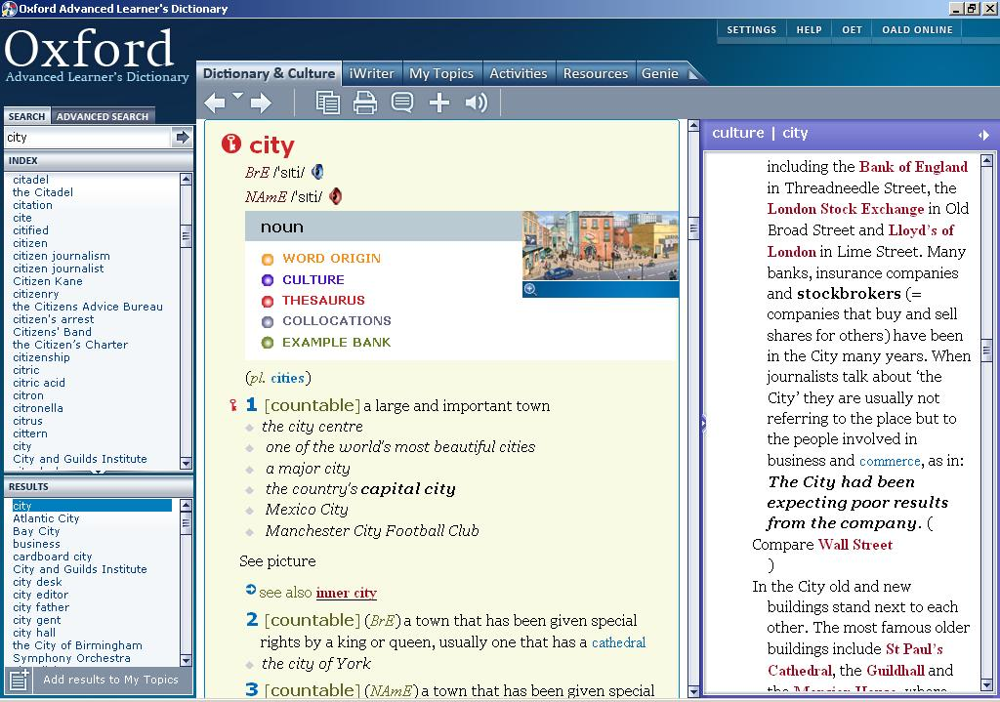 Oxford Advanced Learner's Dictionary
Oxford
Advanced Learner's Dictionary
SETTINGS HELP OET OALD ONLINE
Dictionary & Culture iWriter My Topics Activities Resources Genie
SEARCH ADVANCED SEARCH
city
INDEX
citadel
the Citadel
citation
cite
citified
citizen
citizen journalism
citizen journalist
Citizen Kane
citizenry
the Citizens Advice Bureau
citizen's arrest
Citizens' Band
the Citizen's Charter
citizenship
citric
citric acid
citron
citronella
citrus
cittern
city
City and Guilds Institute
RESULTS
city
Atlantic City
Bay City
business
cardboard city
City and Guilds Institute
city desk
city editor
city father
city gent
city hall
the City of Birmingham
Symphony Orchestra
Add results to My Topics
city
BrE /ˈsɪti/
NAmE /ˈsɪti/
noun
WORD ORIGIN
CULTURE
THESAURUS
COLLOCATIONS
EXAMPLE BANK
(pl. cities)
1 [countable] a large and important town
the city centre
one of the world's most beautiful cities
a major city
the country's capital city
Mexico City
Manchester City Football Club
See picture
see also inner city
2 [countable] (BrE) a town that has been given special
rights by a king or queen, usually one that has a cathedral
the city of York
3 [countable] (NAmE) a town that has been given special
culture | city
including the Bank of England
in Threadneedle Street, the
London Stock Exchange in Old
Broad Street and Lloyd's of
London in Lime Street. Many
banks, insurance companies
and stockbrokers (=
companies that buy and sell
shares for others) have been
in the City many years. When
journalists talk about ‘the
City’ they are usually not
referring to the place but to
the people involved in
business and commerce, as in:
The City had been
expecting poor results
from the company. (
Compare Wall Street
)
In the City old and new
buildings stand next to each
other. The most famous older
buildings include St Paul's
Cathedral, the Guildhall and
the Mansion House, where